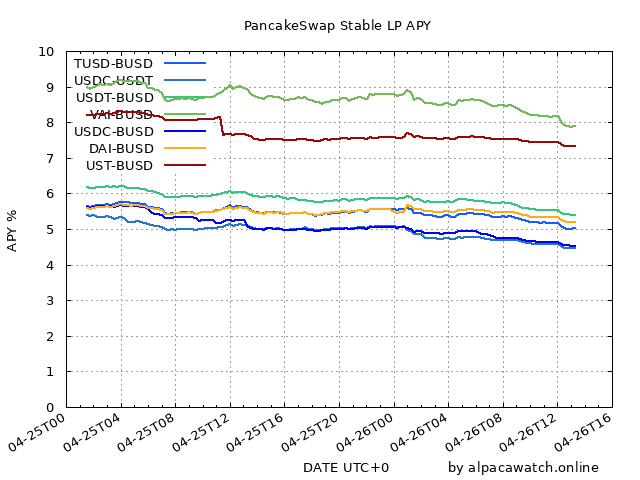 PancakeSwap Stable LP APY
10
9
8
7
6
5
4
3
2
1
0
APY %
TUSD-BUSD
USDC-USDT
USDT-BUSD
VAI-BUSD
USDC-BUSD
DAI-BUSD
UST-BUSD
04-25T00
04-25T04
04-25T08
04-25T12
04-25T16
04-25T20
04-26T00
04-26T04
04-26T08
04-26T12
04-26T16
DATE UTC+0
by alpacawatch.online